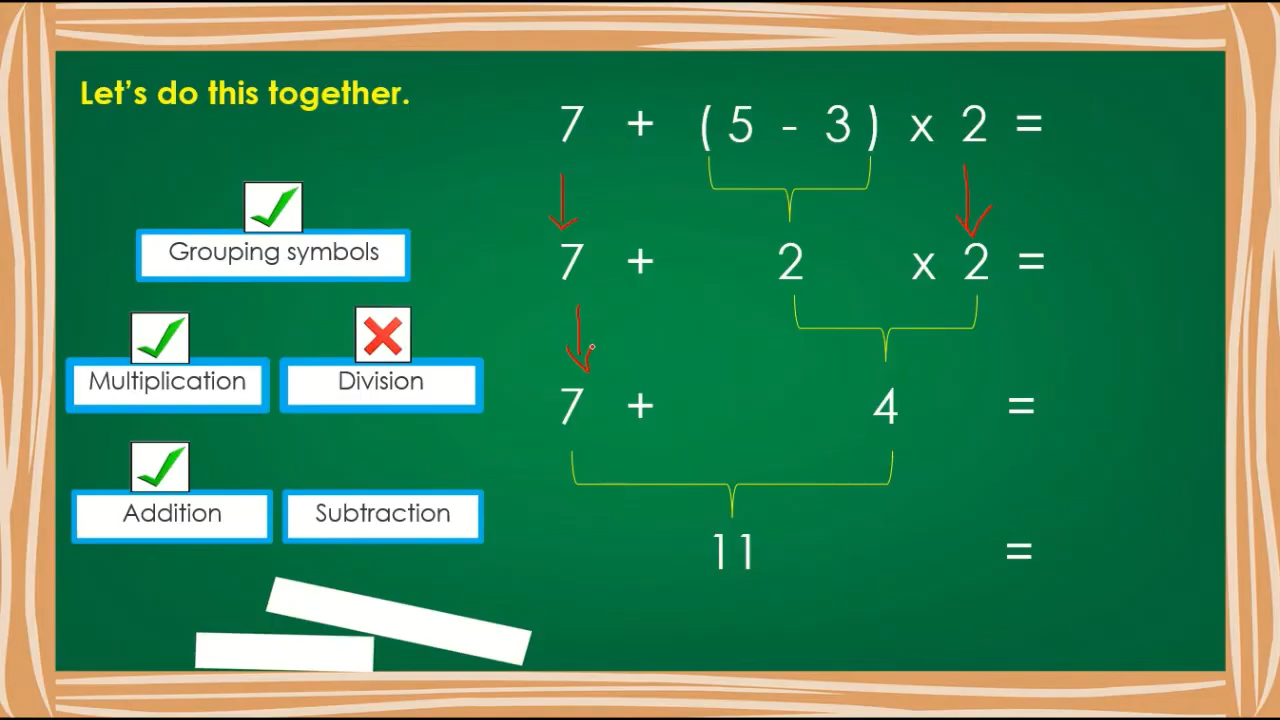 Let's do this together.
Grouping symbols
Multiplication
Division
Addition
Subtraction
7 + ( 5 - 3 ) x 2 =
7 + 2 x 2 =
7 + 4 =
11 =